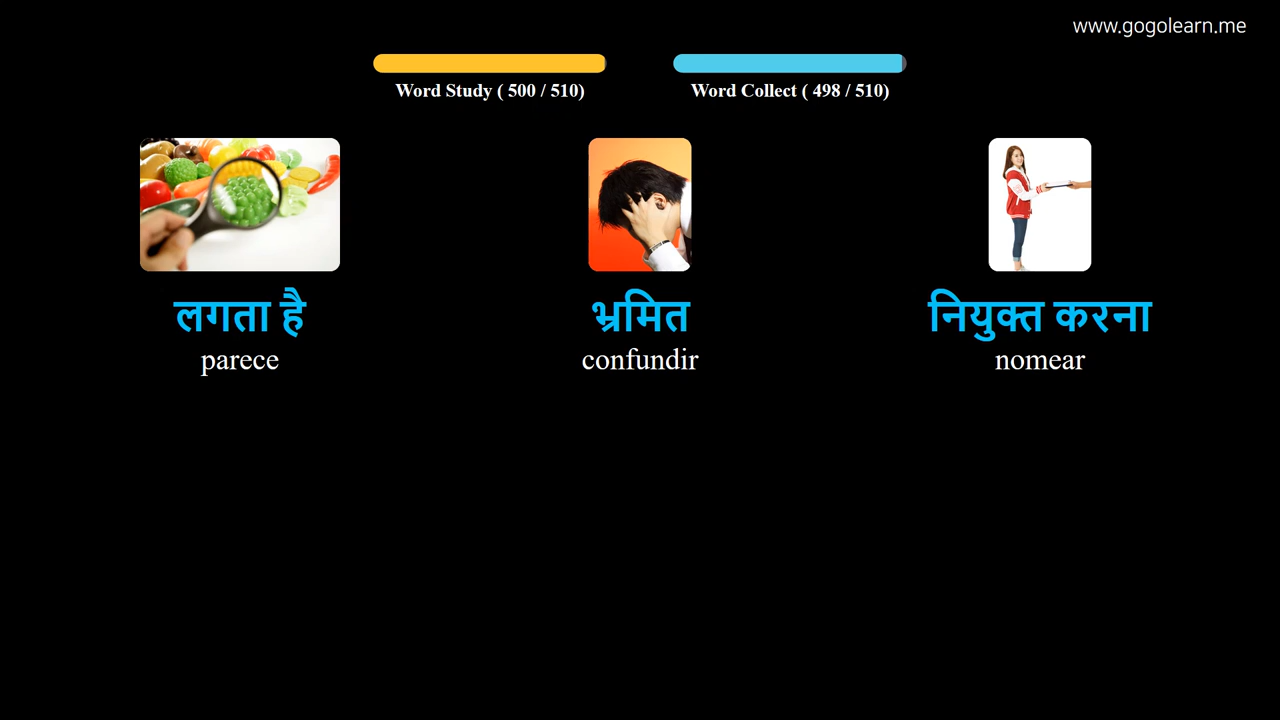 www.gogolearn.me
Word Study ( 500 / 510)
Word Collect ( 498 / 510)
लगता है
भ्रमित
नियुक्त करना
parece
confundir
nomear